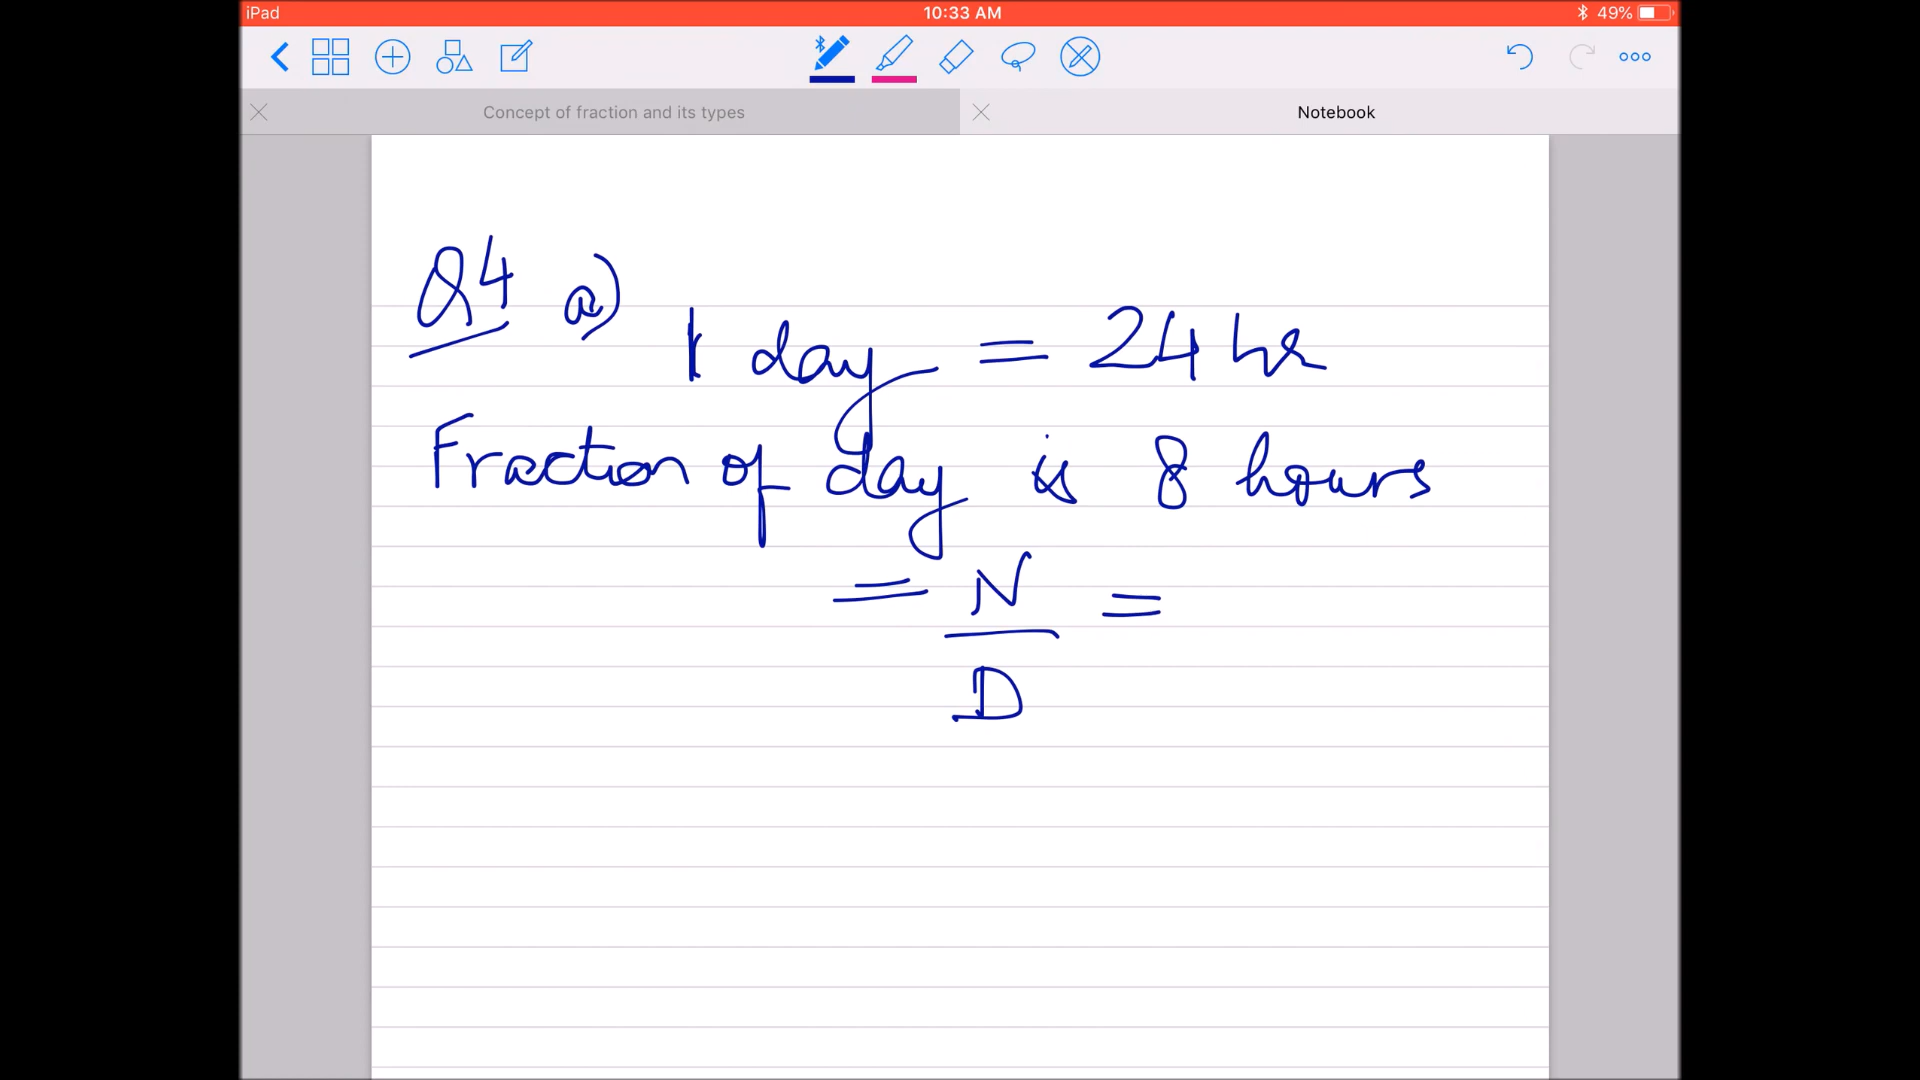 iPad 10:33 AM 49%
Concept of fraction and its types Notebook
Q4 a)
1 day = 24 hr
Fraction of day is 8 hours
= N/D =